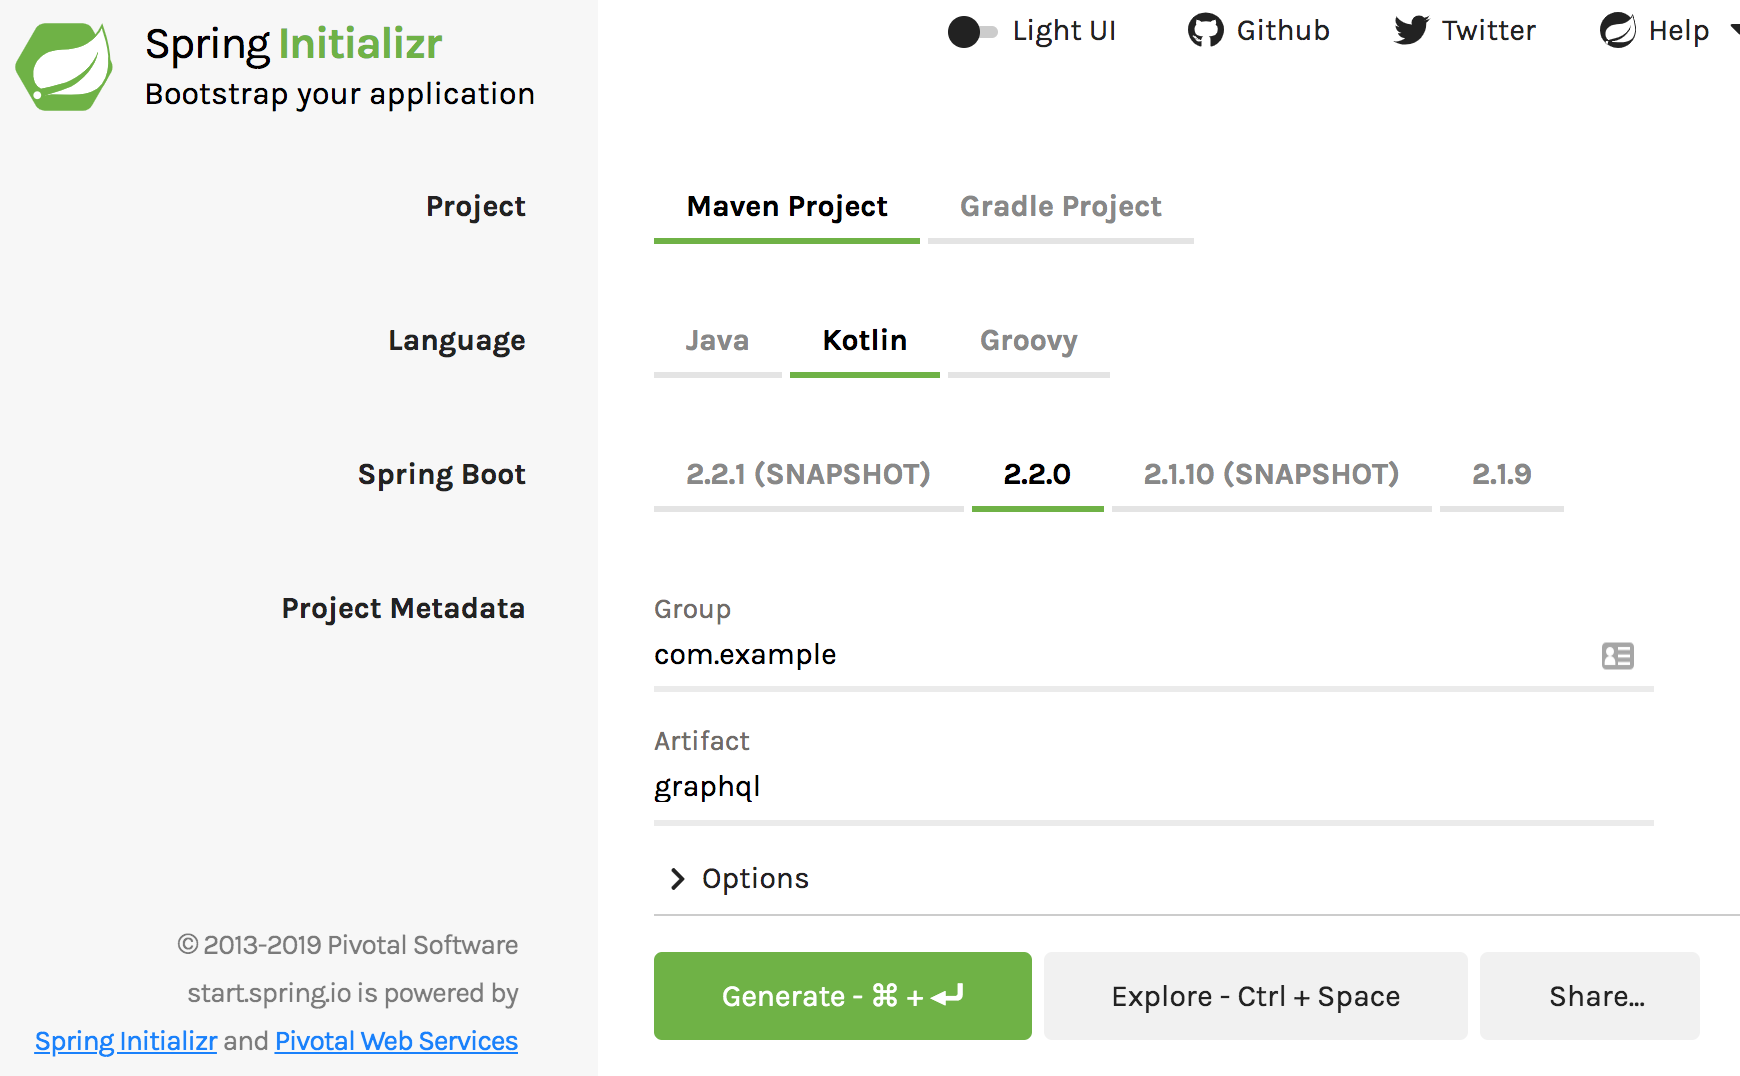 Spring Initializr
Bootstrap your application
Light UI
Github
Twitter
Help
Project
Maven Project
Gradle Project
Language
Java
Kotlin
Groovy
Spring Boot
2.2.1 (SNAPSHOT)
2.2.0
2.1.10 (SNAPSHOT)
2.1.9
Project Metadata
Group
com.example
Artifact
graphql
Options
© 2013-2019 Pivotal Software
start.spring.io is powered by
Spring Initializr and Pivotal Web Services
Generate - ⌘ + ↵
Explore - Ctrl + Space
Share...